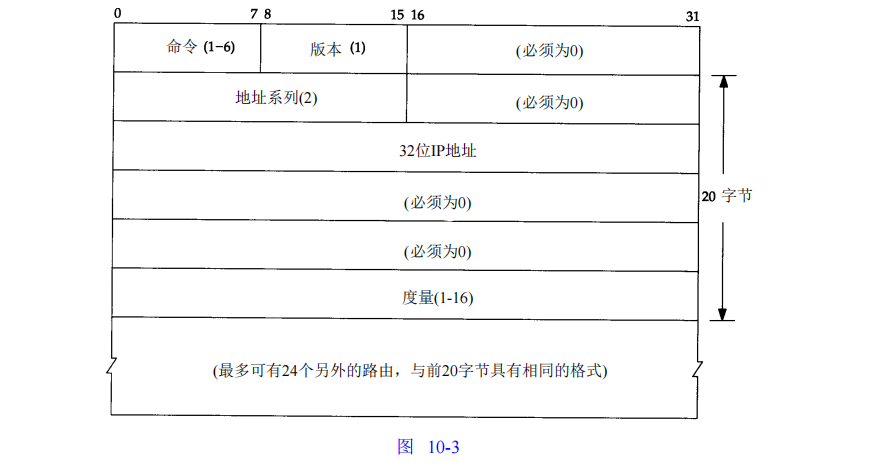 0 7 8 15 16 31
命令 (1-6) 版本 (1) (必须为0)
地址系列(2) (必须为0)
32位IP地址
20 字节
(必须为0)
(必须为0)
度量(1-16)
(最多可有24个另外的路由，与前20字节具有相同的格式)
图 10-3